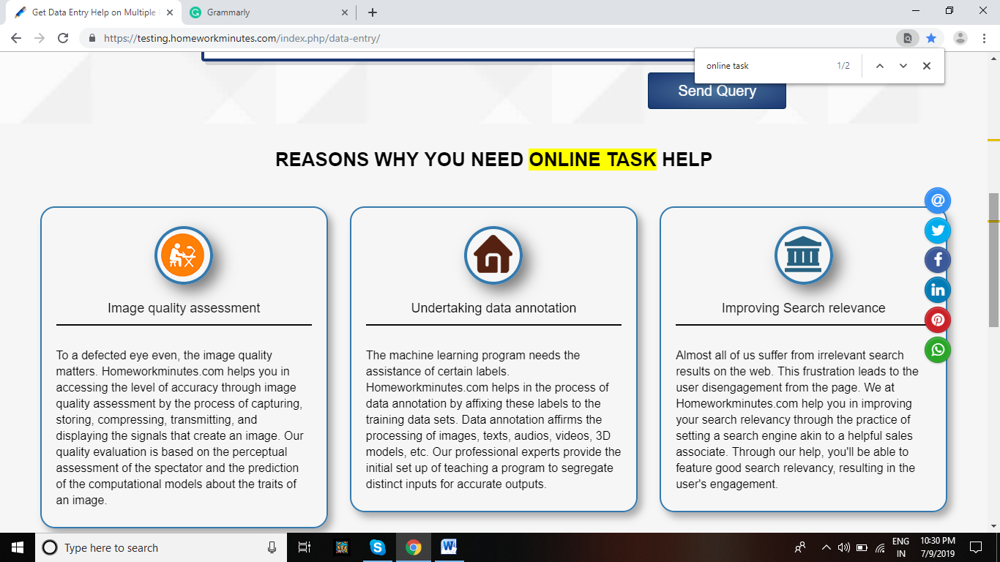 Get Data Entry Help on Multiple
Grammarly
https://testing.homeworkminutes.com/index.php/data-entry/
online task 1/2
Send Query
REASONS WHY YOU NEED ONLINE TASK HELP
Image quality assessment
To a defected eye even, the image quality
matters. Homeworkminutes.com helps you in
accessing the level of accuracy through image
quality assessment by the process of capturing,
storing, compressing, transmitting, and
displaying the signals that create an image. Our
quality evaluation is based on the perceptual
assessment of the spectator and the prediction
of the computational models about the traits of
an image.
Undertaking data annotation
The machine learning program needs the
assistance of certain labels.
Homeworkminutes.com helps in the process of
data annotation by affixing these labels to the
training data sets. Data annotation affirms the
processing of images, texts, audios, videos, 3D
models, etc. Our professional experts provide the
initial set up of teaching a program to segregate
distinct inputs for accurate outputs.
Improving Search relevance
Almost all of us suffer from irrelevant search
results on the web. This frustration leads to the
user disengagement from the page. We at
Homeworkminutes.com help you in improving
your search relevancy through the practice of
setting a search engine akin to a helpful sales
associate. Through our help, you'll be able to
feature good search relevancy, resulting in the
user's engagement.
Type here to search
ENG
IN
10:30 PM
7/9/2019